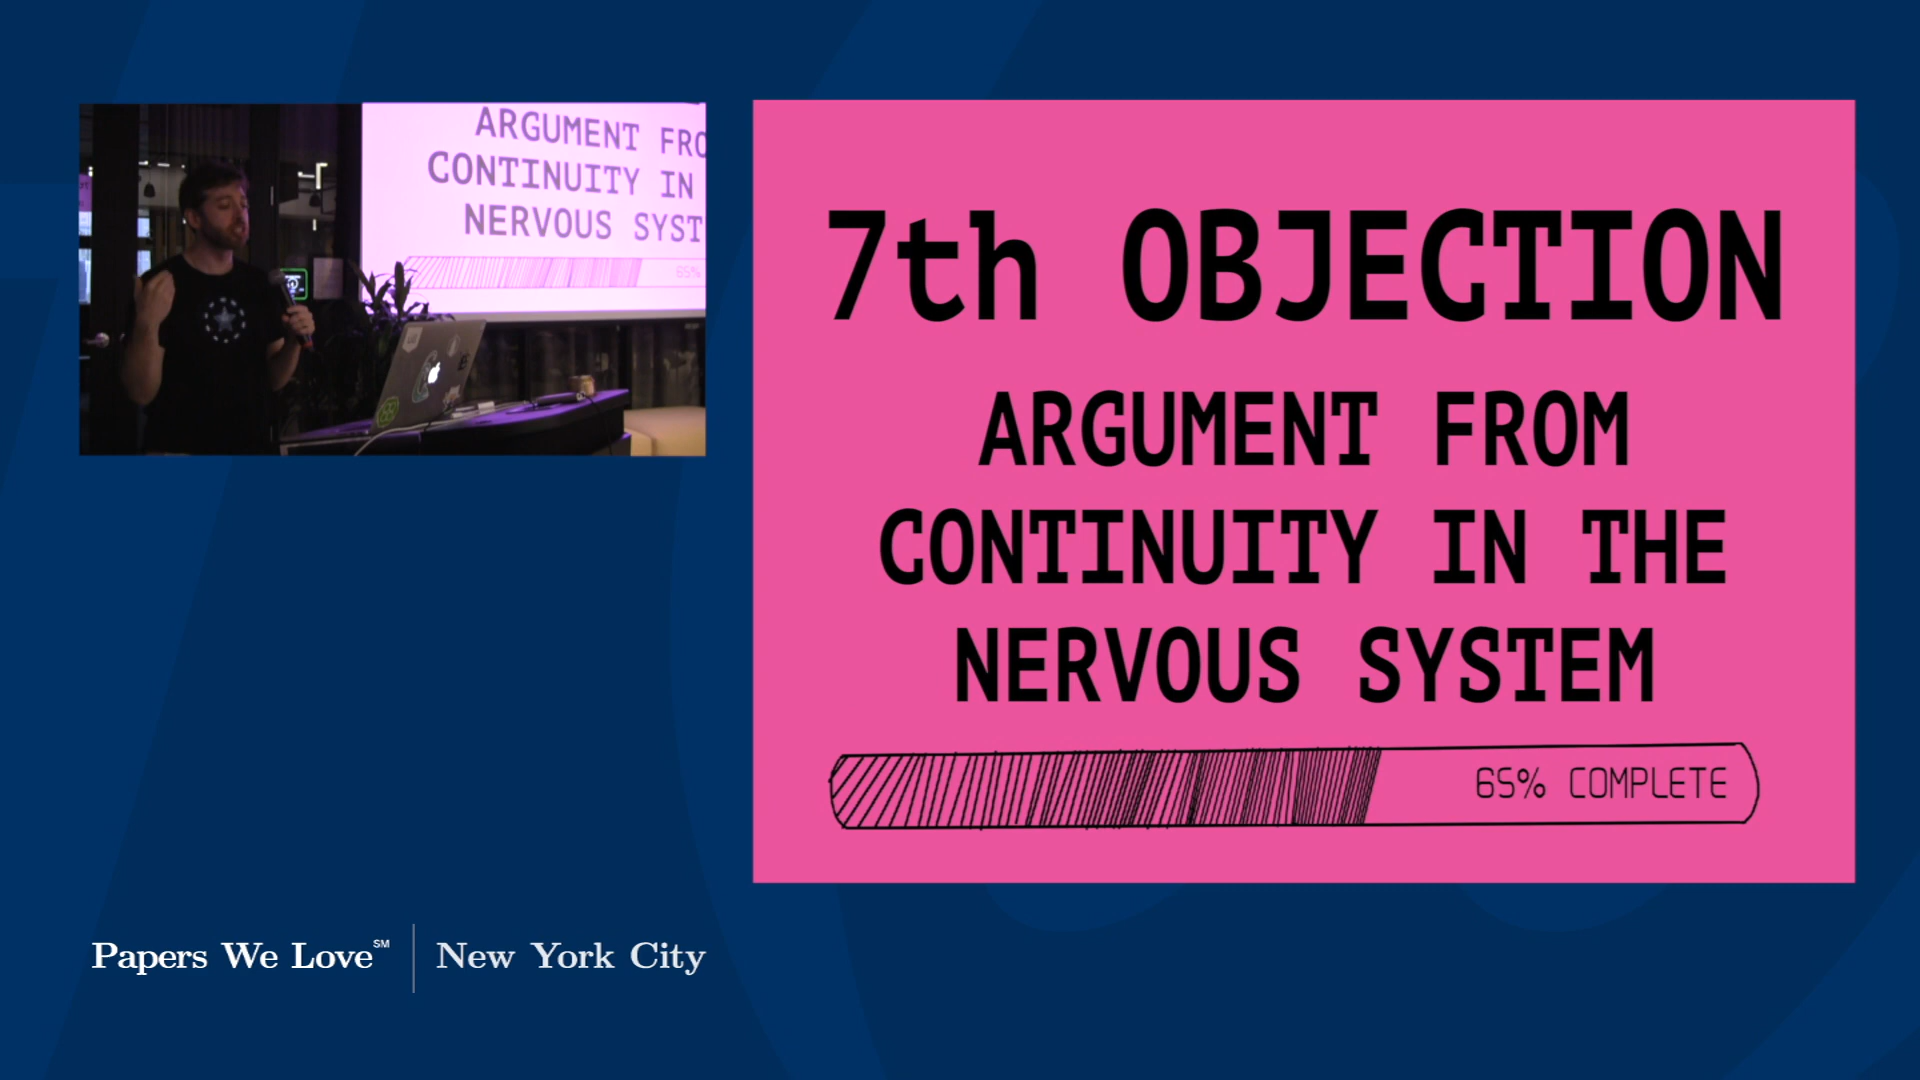 ARGUMENT FRO
CONTINUITY IN
NERVOUS SYST
65%
7th OBJECTION
ARGUMENT FROM
CONTINUITY IN THE
NERVOUS SYSTEM
65% COMPLETE
Papers We Love℠ | New York City